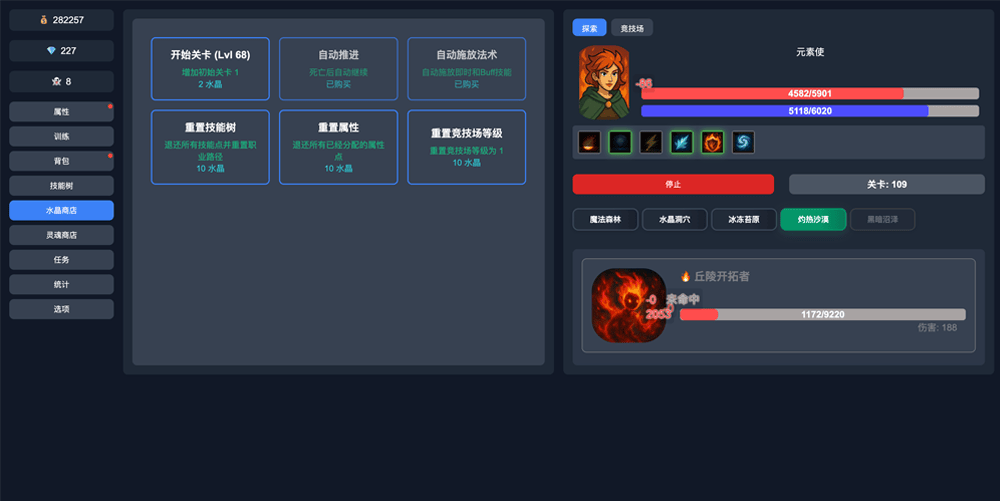 282257
227
8
属性
训练
背包
技能树
水晶商店
灵魂商店
任务
统计
选项
开始关卡 (Lvl 68)
增加初始关卡 1
2 水晶
自动推进
死亡后自动继续
已购买
自动施放法术
自动施放即时和Buff技能
已购买
重置技能树
退还所有技能点并重置职
业路径
10 水晶
重置属性
退还所有已经分配的属性
点
10 水晶
重置竞技场等级
重置竞技场等级为 1
10 水晶
探索
竞技场
元素使
4582/5901
5118/6020
停止
关卡: 109
魔法森林
水晶洞穴
冰冻苔原
灼热沙漠
黑暗沼泽
丘陵开拓者
-0
未命中
1172/9220
伤害: 188